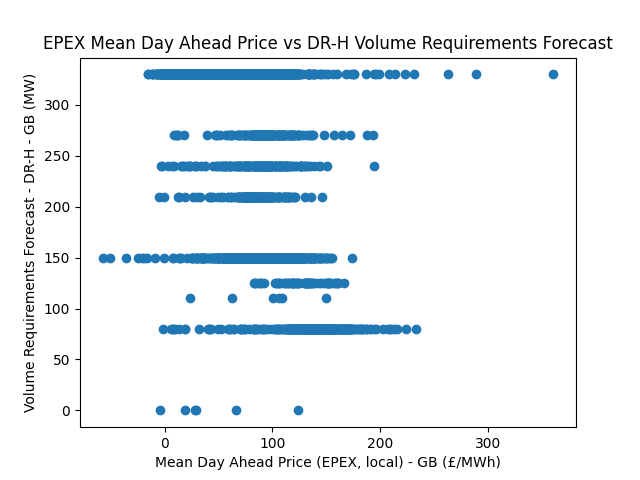 EPEX Mean Day Ahead Price vs DR-H Volume Requirements Forecast
Volume Requirements Forecast - DR-H - GB (MW)
300
250
200
150
100
50
0
0 100 200 300
Mean Day Ahead Price (EPEX, local) - GB (£/MWh)